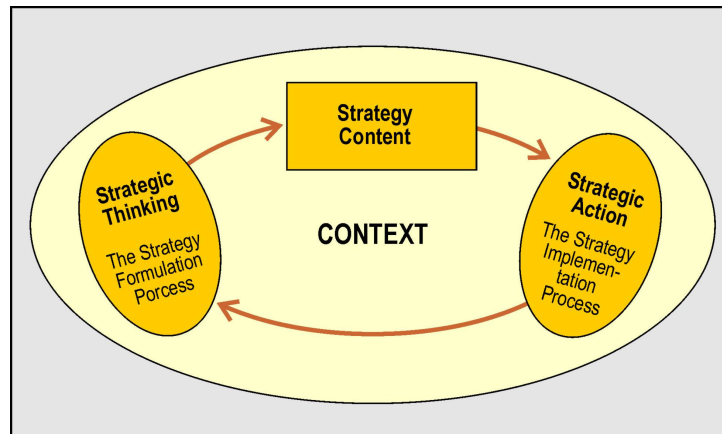 Strategy
Content
Strategic
Thinking
The Strategy
Formulation
Porcess
CONTEXT
Strategic
Action
The Strategy
Implemen-
tation
Process